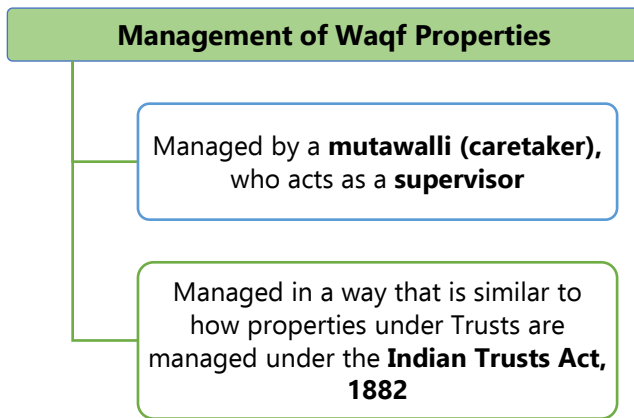 Management of Waqf Properties
Managed by a mutawalli (caretaker),
who acts as a supervisor
Managed in a way that is similar to
how properties under Trusts are
managed under the Indian Trusts Act,
1882